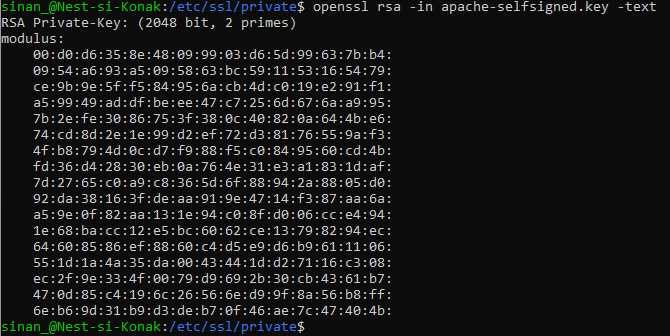 sinan_@Nest-si-Konak:/etc/ssl/private$ openssl rsa -in apache-selfsigned.key -text
RSA Private-Key: (2048 bit, 2 primes)
modulus:
00:d0:d6:35:8e:48:09:99:03:d6:5d:99:63:7b:b4:
09:54:a6:93:a5:09:58:63:bc:59:11:53:16:54:79:
ce:9b:9e:5f:f5:84:95:6a:cb:4d:c0:19:e2:91:f1:
a5:99:49:ad:df:be:ee:47:c7:25:6d:67:6a:a9:95:
7b:2e:fe:30:86:75:3f:38:0c:40:82:0a:64:4b:e6:
74:cd:8d:2e:1e:99:d2:ef:72:d3:81:76:55:9a:f3:
4f:b8:79:4d:0c:d7:f9:88:f5:c0:84:95:60:cd:4b:
fd:36:d4:28:30:eb:0a:76:4e:31:e3:a1:83:1d:af:
7d:27:65:c0:a9:c8:36:5d:6f:88:94:2a:88:05:d0:
92:da:38:16:3f:de:aa:91:9e:47:14:f3:87:aa:6a:
a5:9e:0f:82:aa:13:1e:94:c0:8f:d0:06:cc:e4:94:
1e:68:ba:cc:12:e5:bc:60:62:ce:13:79:82:94:ec:
64:60:85:86:ef:88:60:c4:d5:e9:d6:b9:61:11:06:
55:1d:1a:4a:35:da:00:43:44:1d:d2:71:16:c3:08:
ec:2f:9e:33:4f:00:79:d9:69:2b:30:cb:43:61:b7:
47:0d:85:c4:19:6c:26:56:6e:d9:9f:8a:56:b8:ff:
6e:b6:9d:31:b9:d3:de:b7:0f:46:ae:7c:47:40:4b:
sinan_@Nest-si-Konak:/etc/ssl/private$